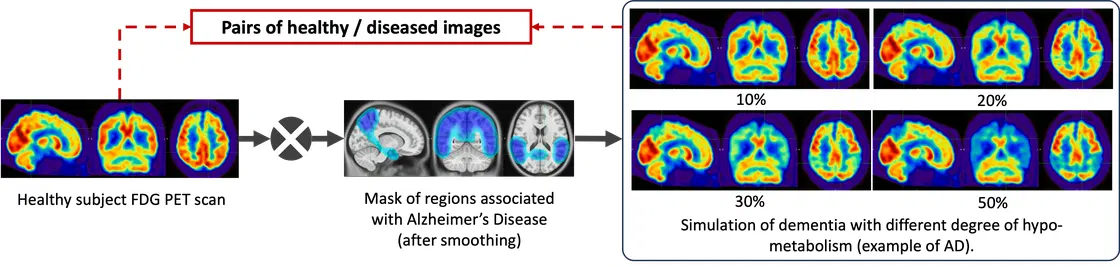 Pairs of healthy / diseased images
10%
20%
30%
50%
Healthy subject FDG PET scan
Mask of regions associated
with Alzheimer's Disease
(after smoothing)
Simulation of dementia with different degree of hypo-
metabolism (example of AD).